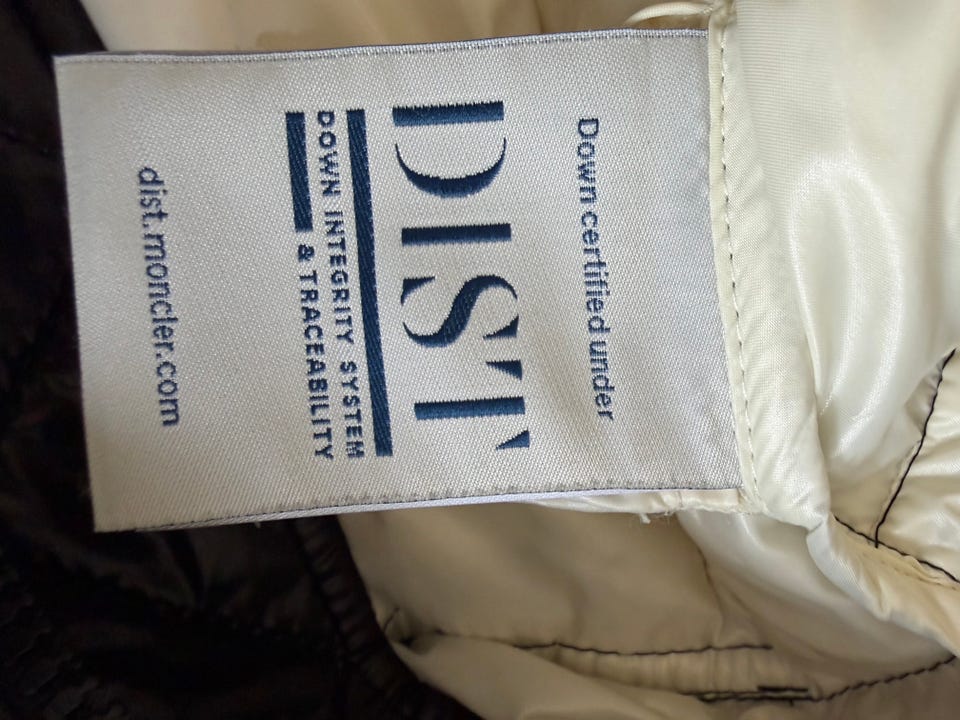 Down certified under
DIST
DOWN INTEGRITY SYSTEM
& TRACEABILITY
dist.moncler.com